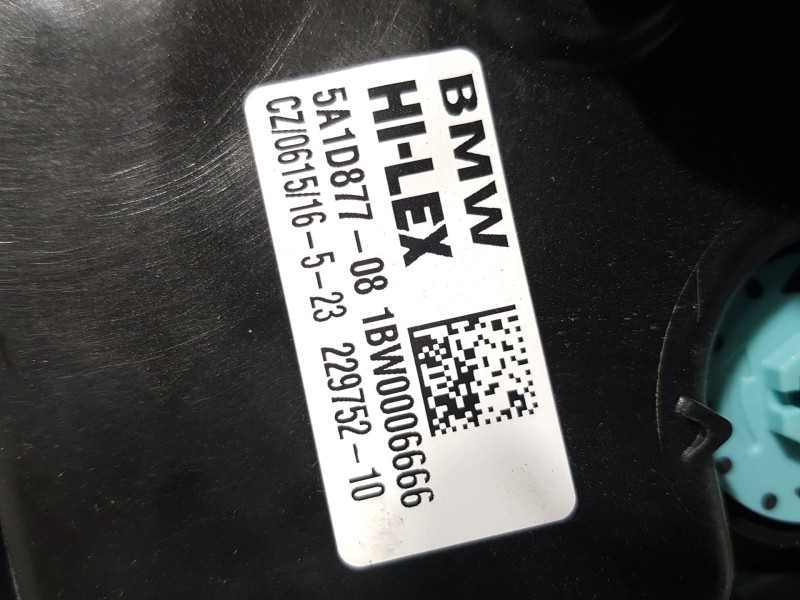 BMW
HI-LEX
5A1D877-08 1BW0006666
CZ/0615/16-5-23 229752-10